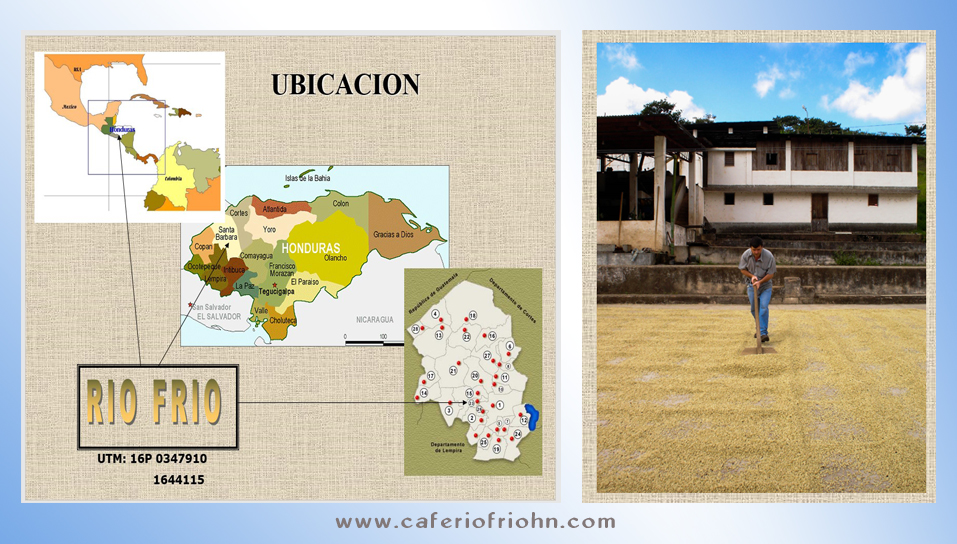 UBICACION
Mexico
Honduras
Colombia
Islas de la Bahia
Cortes
Atlantida
Colon
Yoro
Santa
Barbara
Gracias a Dios
HONDURAS
Olancho
Copan
Comayagua
Ocotepeque
Lempira
Intibuca
Francisco
Morazan
La Paz
El Paraiso
Tegucigalpa
San Salvador
EL SALVADOR
Valle
Choluteca
NICARAGUA
0
100
República de Guatemala
Departamento de Cortes
4
18
28
13
22
16
6
27
21
20
11
17
15
14
3
1
2
12
24
25
19
Departamento
de Lempira
RIO FRIO
UTM: 16P 0347910
1644115
www.caferiofriohn.com